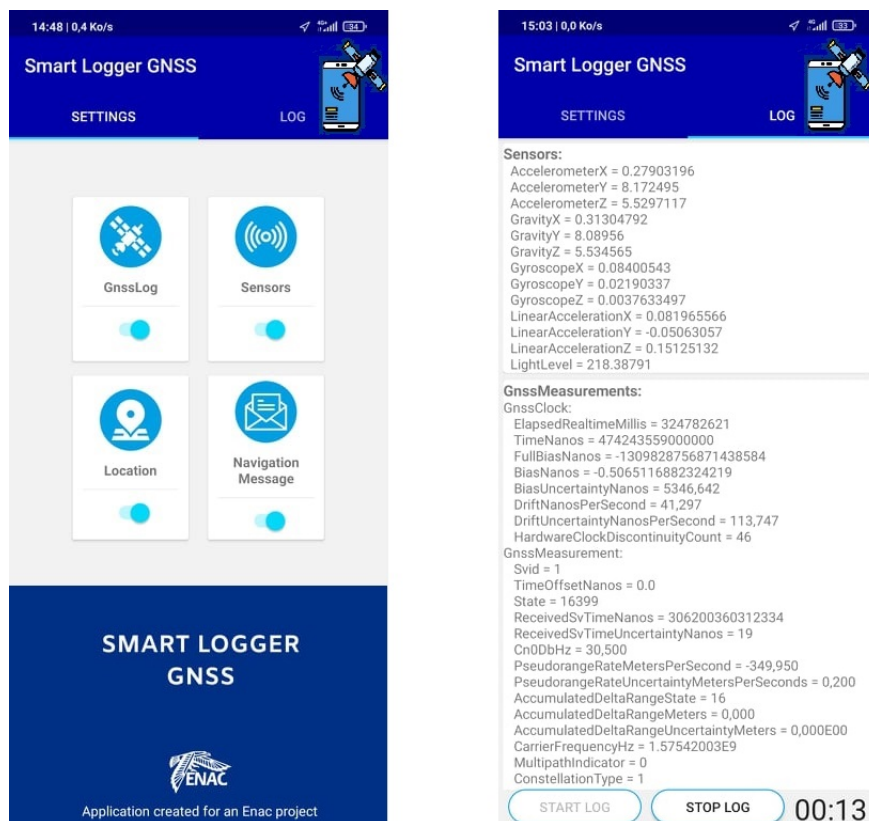 14:48 | 0,4 Ko/s
4G+
34
Smart Logger GNSS
SETTINGS
LOG
GnssLog
Sensors
Location
Navigation
Message
SMART LOGGER
GNSS
ENAC
Application created for an Enac project
15:03 | 0,0 Ko/s
33
Smart Logger GNSS
SETTINGS
LOG
Sensors:
AccelerometerX = 0.27903196
AccelerometerY = 8.172495
AccelerometerZ = 5.5297117
GravityX = 0.31304792
GravityY = 8.08956
GravityZ = 5.534565
GyroscopeX = 0.08400543
GyroscopeY = 0.02190337
GyroscopeZ = 0.0037633497
LinearAccelerationX = 0.081965566
LinearAccelerationY = -0.05063057
LinearAccelerationZ = 0.15125132
LightLevel = 218.38791
GnssMeasurements:
GnssClock:
ElapsedRealtimeMillis = 324782621
TimeNanos = 474243559000000
FullBiasNanos = -1309828756871438584
BiasNanos = -0.5065116882324219
BiasUncertaintyNanos = 5346,642
DriftNanosPerSecond = 41,297
DriftUncertaintyNanosPerSecond = 113,747
HardwareClockDiscontinuityCount = 46
GnssMeasurement:
Svid = 1
TimeOffsetNanos = 0.0
State = 16399
ReceivedSvTimeNanos = 306200360312334
ReceivedSvTimeUncertaintyNanos = 19
Cn0DbHz = 30,500
PseudorangeRateMetersPerSecond = -349,950
PseudorangeRateUncertaintyMetersPerSeconds = 0,200
AccumulatedDeltaRangeState = 16
AccumulatedDeltaRangeMeters = 0,000
AccumulatedDeltaRangeUncertaintyMeters = 0,000E00
CarrierFrequencyHz = 1.57542003E9
MultipathIndicator = 0
ConstellationType = 1
START LOG
STOP LOG
00:13